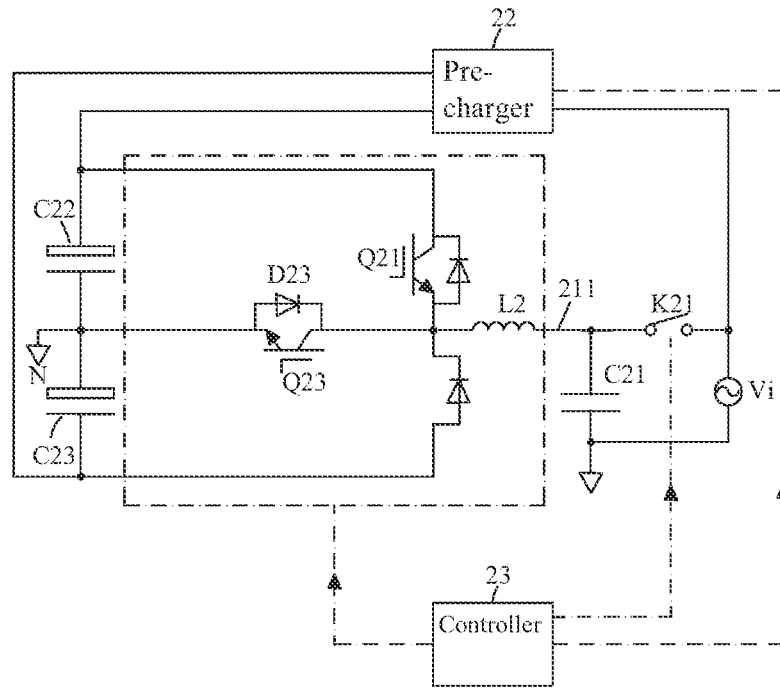 22
Pre-
charger
C22
Q21
D23
L2
211
K21
N
Q23
C21
Vi
C23
23
Controller